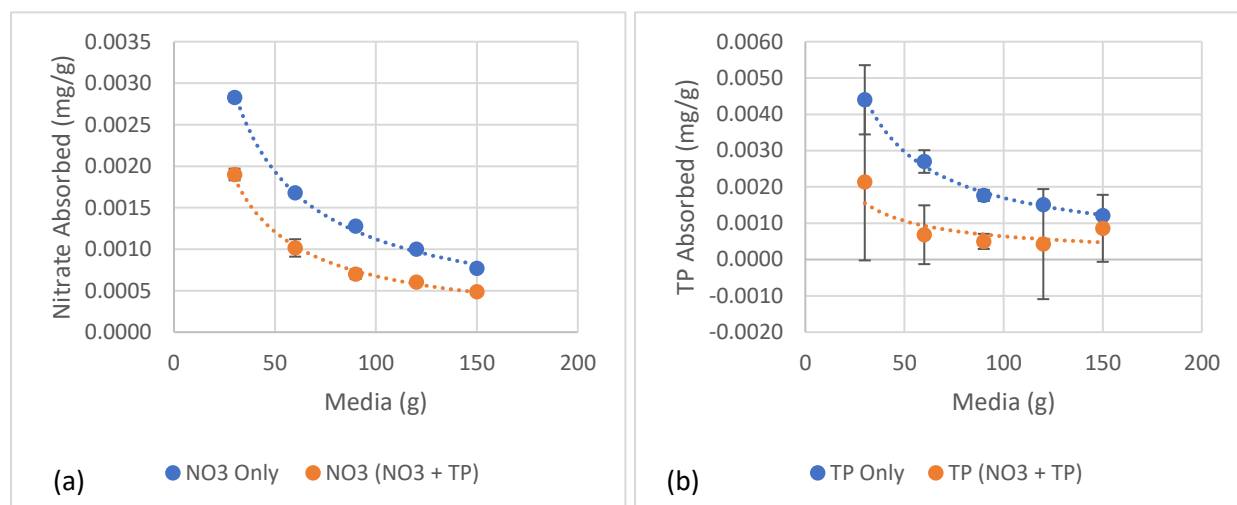 0.0035
0.0030
0.0025
0.0020
0.0015
0.0010
0.0005
0.0000
Nitrate Absorbed (mg/g)
0 50 100 150 200
Media (g)
NO3 Only NO3 (NO3 + TP)
(a)
0.0060
0.0050
0.0040
0.0030
0.0020
0.0010
0.0000
-0.0010
-0.0020
TP Absorbed (mg/g)
0 50 100 150 200
Media (g)
TP Only TP (NO3 + TP)
(b)